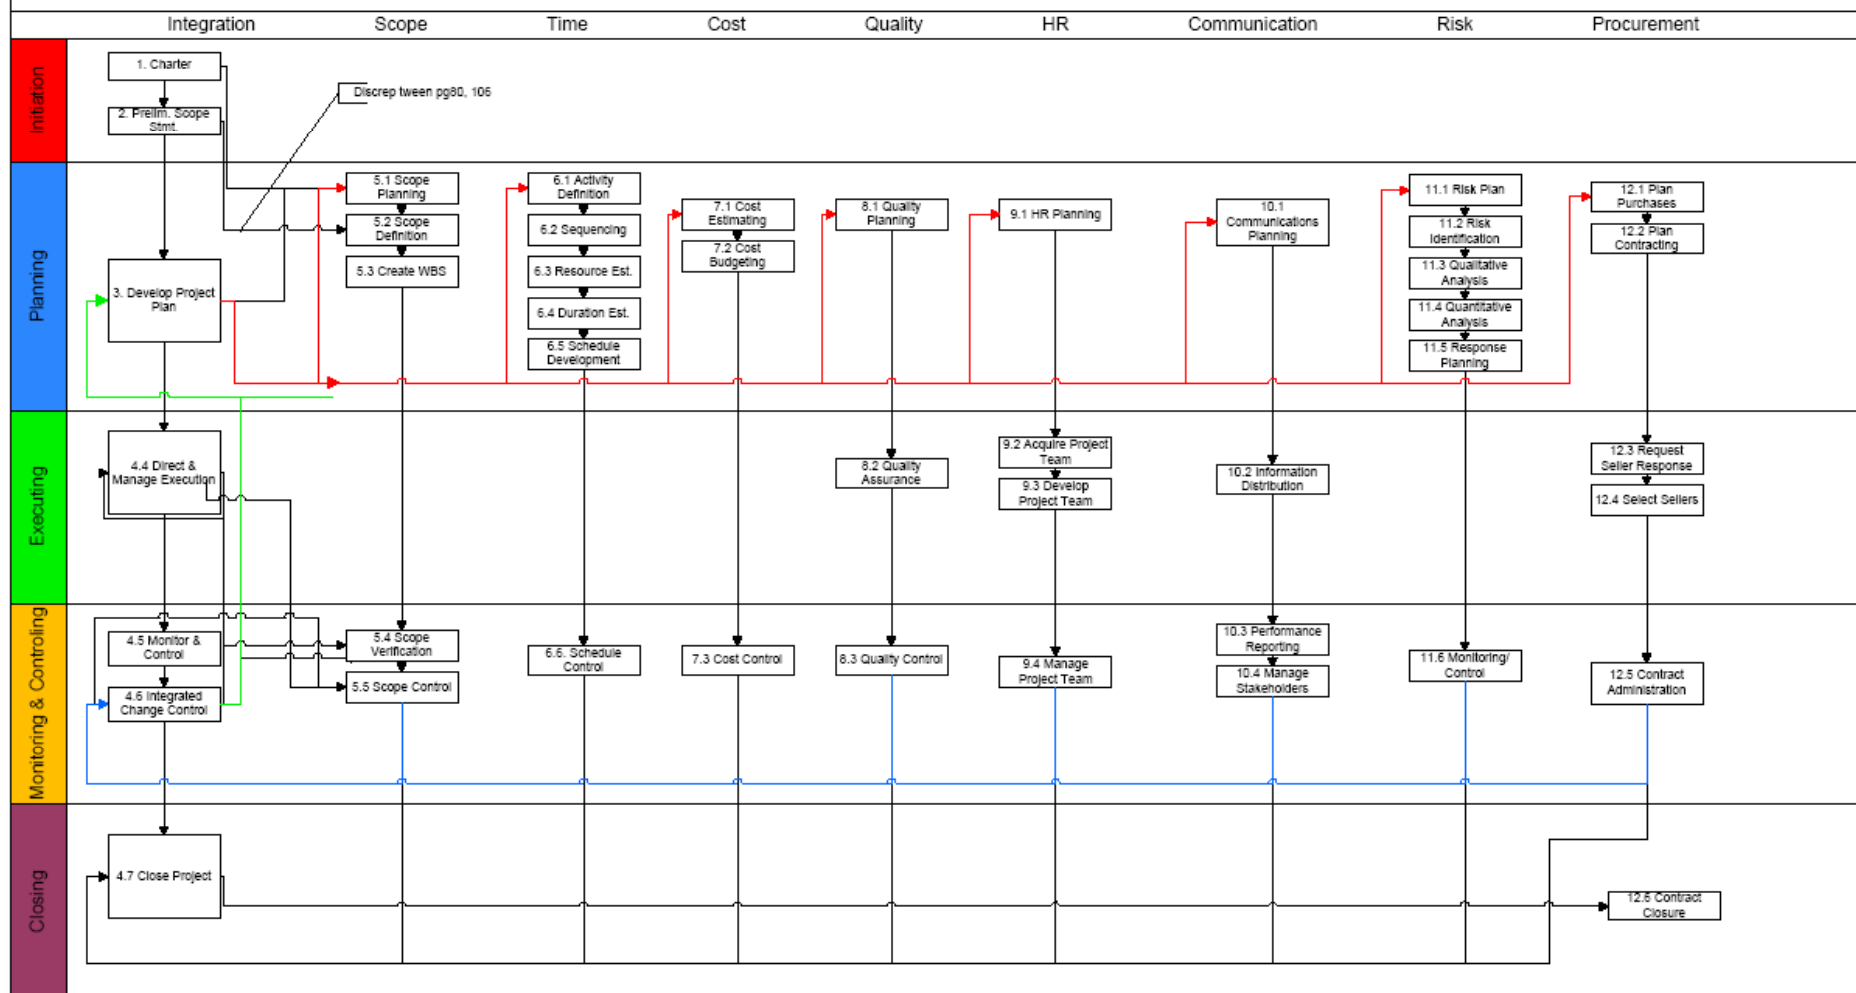 Integration Scope Time Cost Quality HR Communication Risk Procurement
Initiation
1. Charter
2. Prelim. Scope
Stmt.
Discrep tween pg80, 106
Planning
3. Develop Project
Plan
5.1 Scope
Planning
5.2 Scope
Definition
5.3 Create WBS
6.1 Activity
Definition
6.2 Sequencing
6.3 Resource Est.
6.4 Duration Est.
6.5 Schedule
Development
7.1 Cost
Estimating
7.2 Cost
Budgeting
8.1 Quality
Planning
9.1 HR Planning
10.1
Communications
Planning
11.1 Risk Plan
11.2 Risk
Identification
11.3 Qualitative
Analysis
11.4 Quantitative
Analysis
11.5 Response
Planning
12.1 Plan
Purchases
12.2 Plan
Contracting
Executing
4.4 Direct &
Manage Execution
8.2 Quality
Assurance
9.2 Acquire Project
Team
9.3 Develop
Project Team
10.2 Information
Distribution
12.3 Request
Seller Response
12.4 Select Sellers
Monitoring & Controling
4.5 Monitor &
Control
4.6 Integrated
Change Control
5.4 Scope
Verification
5.5 Scope Control
6.6. Schedule
Control
7.3 Cost Control
8.3 Quality Control
9.4 Manage
Project Team
10.3 Performance
Reporting
10.4 Manage
Stakeholders
11.6 Monitoring/
Control
12.5 Contract
Administration
Closing
4.7 Close Project
12.6 Contract
Closure